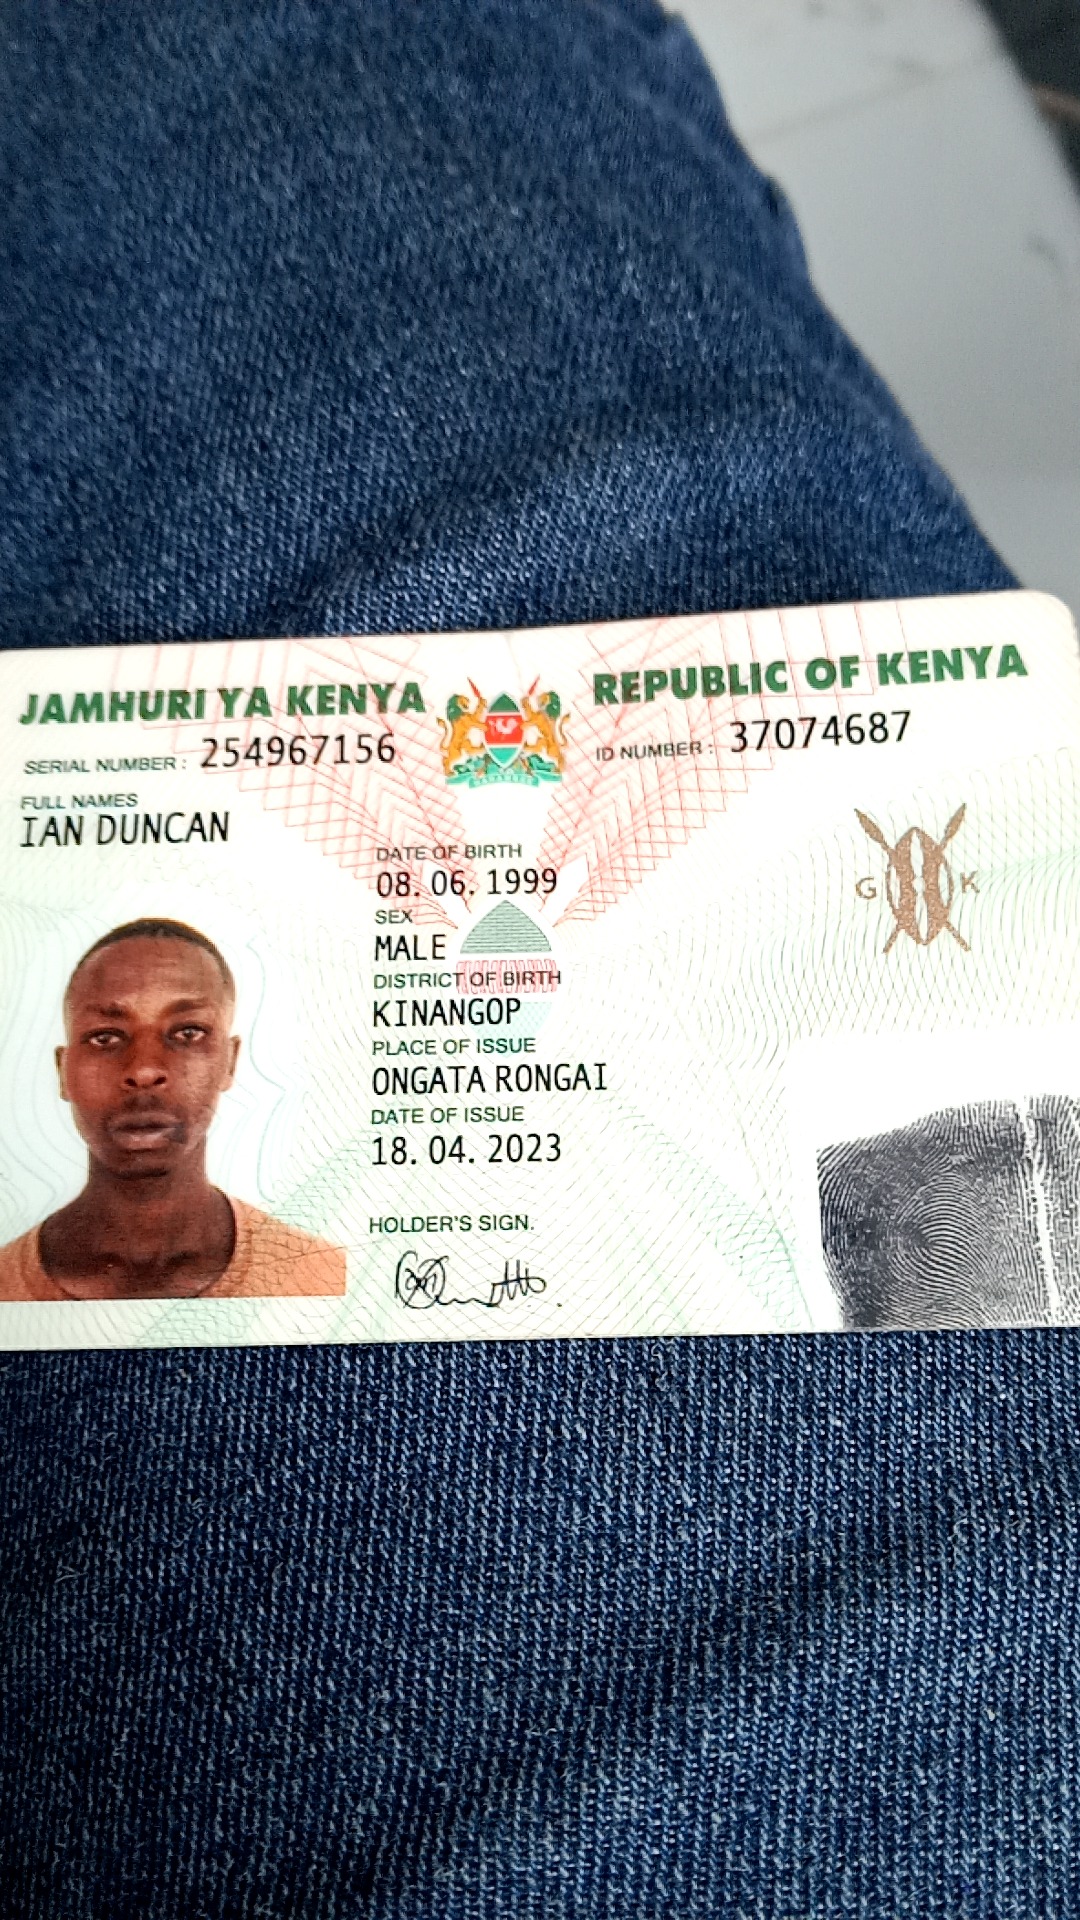 JAMHURI YA KENYA
REPUBLIC OF KENYA
SERIAL NUMBER: 254967156
ID NUMBER: 37074687
FULL NAMES
IAN DUNCAN
DATE OF BIRTH
08. 06. 1999
SEX
MALE
DISTRICT OF BIRTH
KINANGOP
PLACE OF ISSUE
ONGATA RONGAI
DATE OF ISSUE
18. 04. 2023
HOLDER'S SIGN.
G K